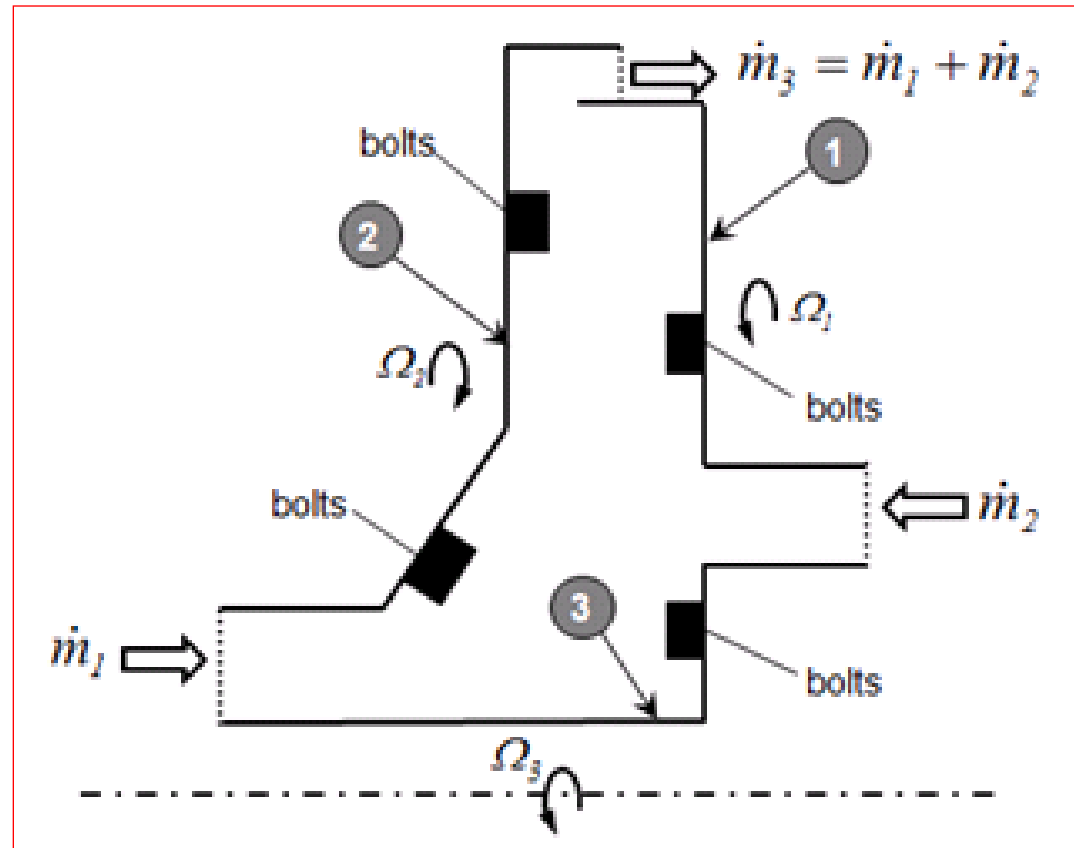 ṁ₃ = ṁ₁ + ṁ₂
bolts
1
2
Ω₁
Ω₂
bolts
bolts
ṁ₂
3
ṁ₁
bolts
Ω₃